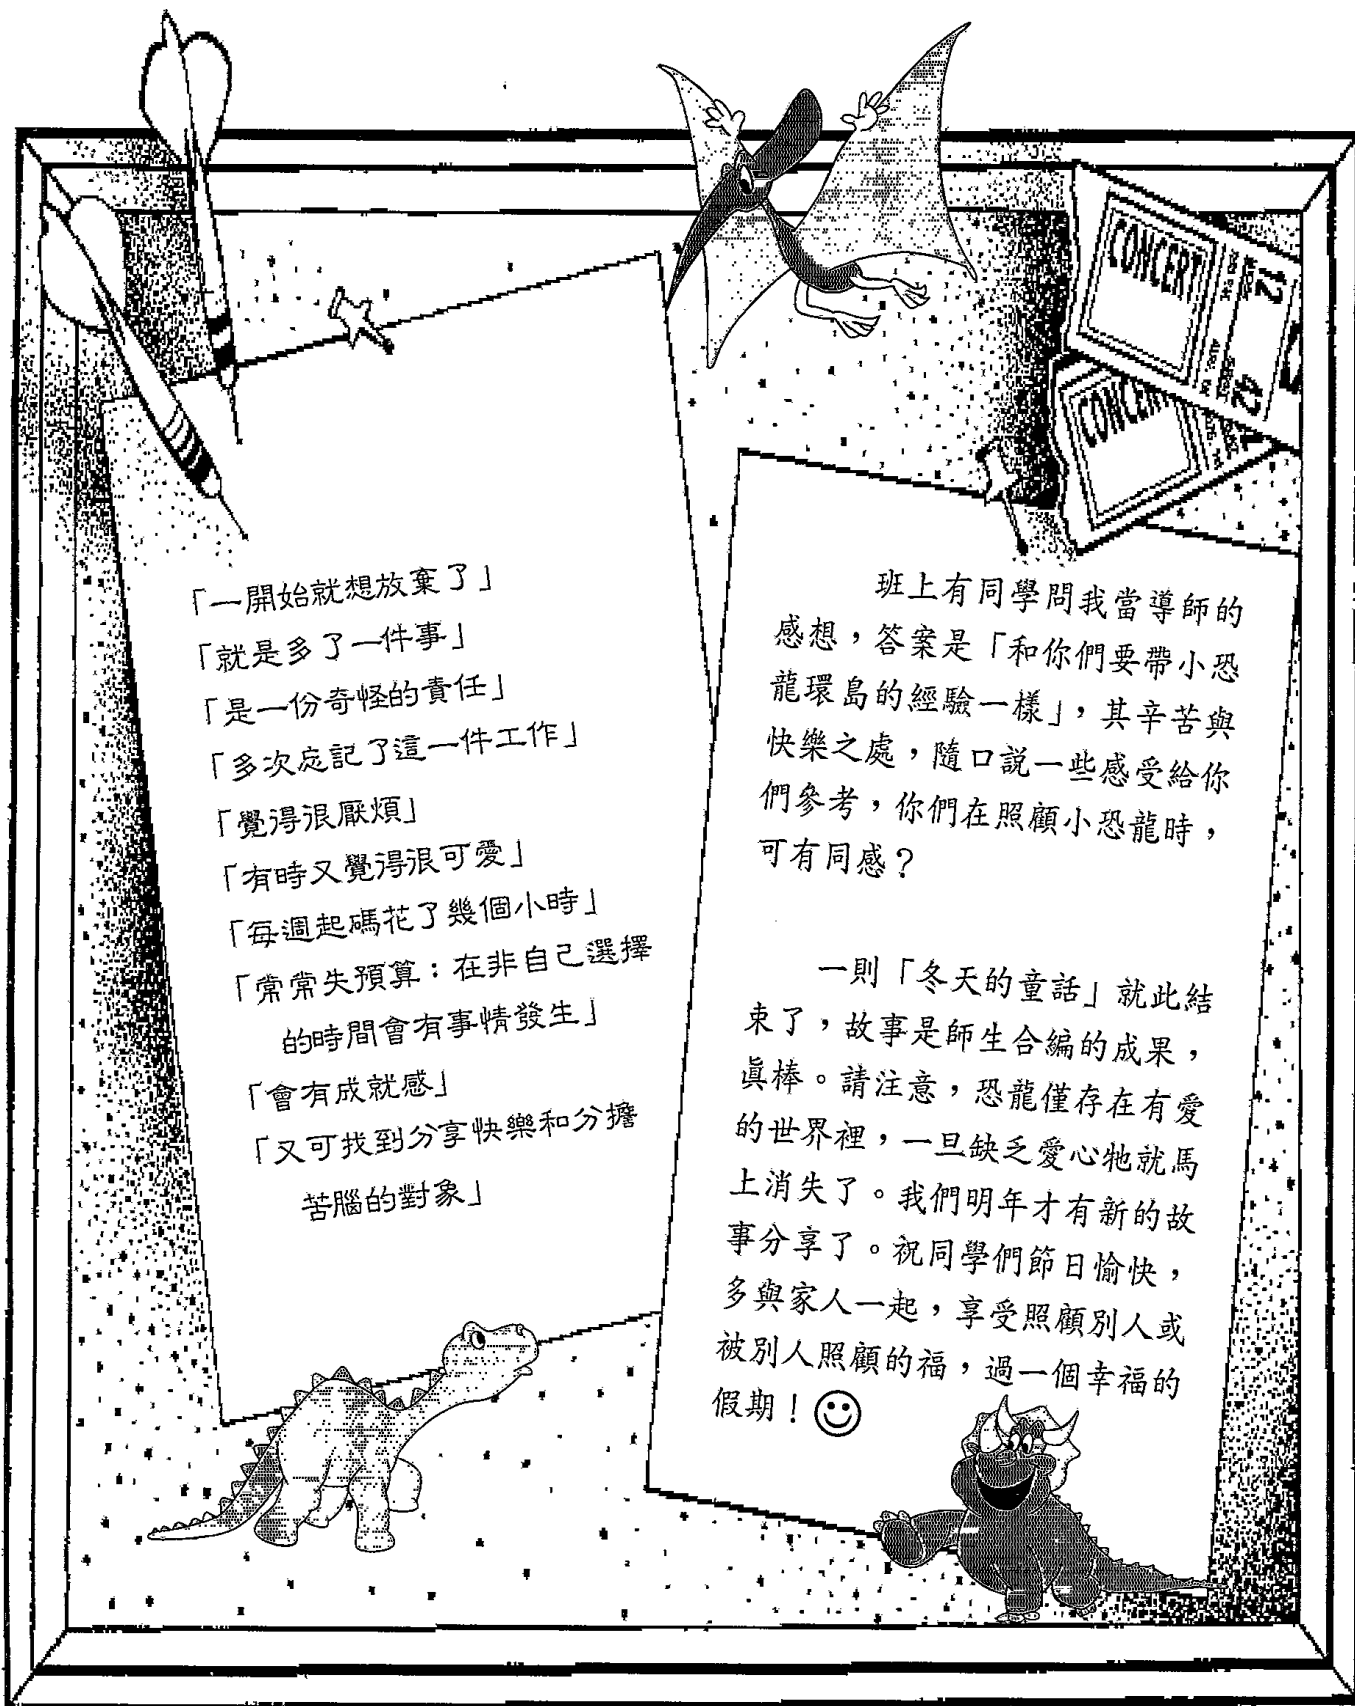 「一開始就想放棄了」
「就是多了一件事」
「是一份奇怪的責任」
「多次忘記了這一件工作」
「覺得很厭煩」
「有時又覺得很可愛」
「每週起碼花了幾個小時」
「常常失預算：在非自己選擇
的時間會有事情發生」
「會有成就感」
「又可找到分享快樂和分擔
苦腦的對象」
班上有同學問我當導師的
感想，答案是「和你們要帶小恐
龍環島的經驗一樣」，其辛苦與
快樂之處，隨口說一些感受給你
們參考，你們在照顧小恐龍時，
可有同感？
一則「冬天的童話」就此結
束了，故事是師生合編的成果，
眞棒。請注意，恐龍僅存在有愛
的世界裡，一旦缺乏愛心牠就馬
上消失了。我們明年才有新的故
事分享了。祝同學們節日愉快，
多與家人一起，享受照顧別人或
被別人照顧的福，過一個幸福的
假期！
CONCERT
12
42
CONCERT